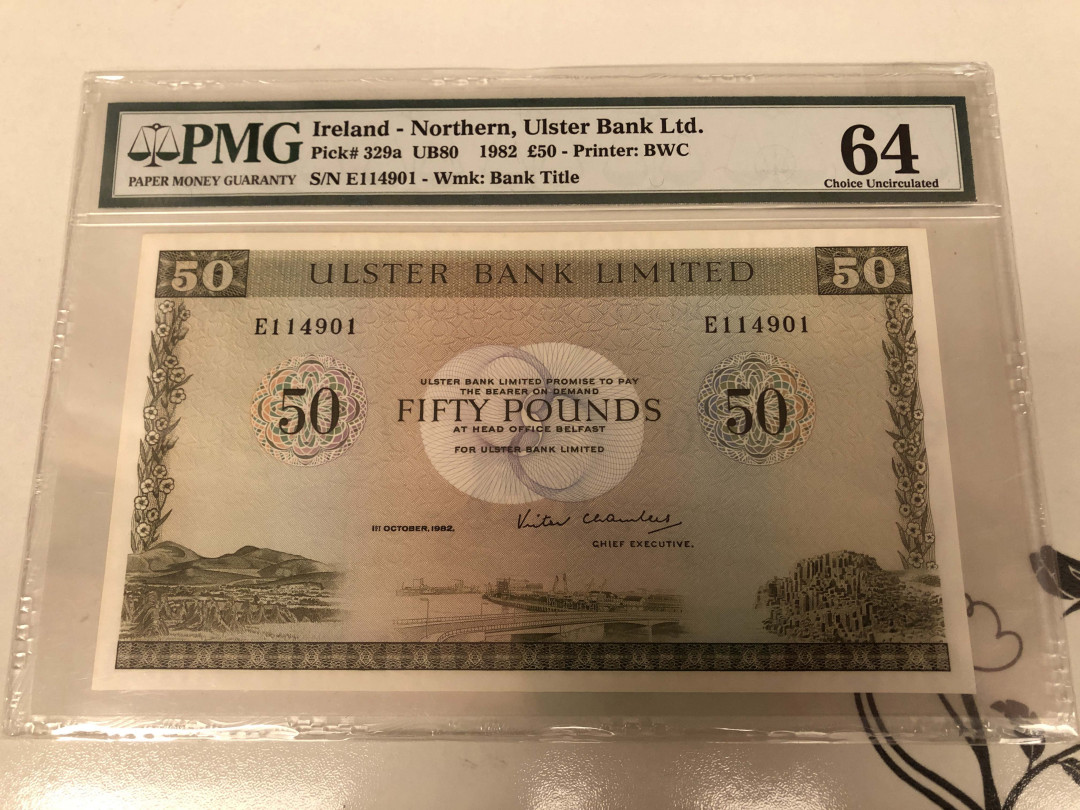 PMG
PAPER MONEY GUARANTY
Ireland - Northern, Ulster Bank Ltd.
Pick# 329a UB80 1982 £50 - Printer: BWC
S/N E114901 - Wmk: Bank Title
64
Choice Uncirculated
50 ULSTER BANK LIMITED 50
E114901 E114901
ULSTER BANK LIMITED PROMISE TO PAY
THE BEARER ON DEMAND
50 FIFTY POUNDS 50
AT HEAD OFFICE BELFAST
FOR ULSTER BANK LIMITED
1ST OCTOBER, 1982.
Victor Chambers
CHIEF EXECUTIVE.